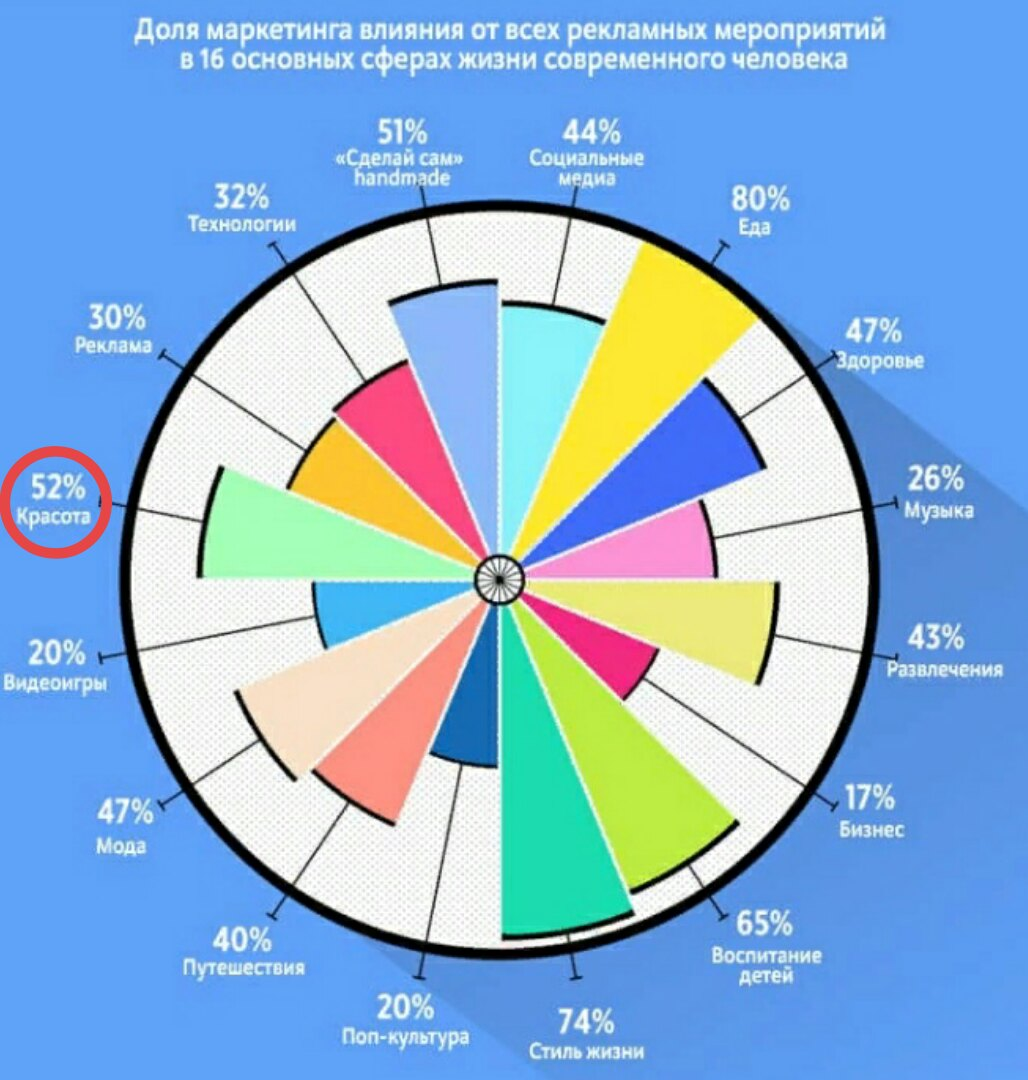 Доля маркетинга влияния от всех рекламных мероприятий
в 16 основных сферах жизни современного человека
51%
«Сделай сам»
handmade
44%
Социальные
медиа
80%
Еда
47%
Здоровье
26%
Музыка
43%
Развлечения
17%
Бизнес
65%
Воспитание
детей
74%
Стиль жизни
20%
Поп-культура
40%
Путешествия
47%
Мода
20%
Видеоигры
52%
Красота
30%
Реклама
32%
Технологии